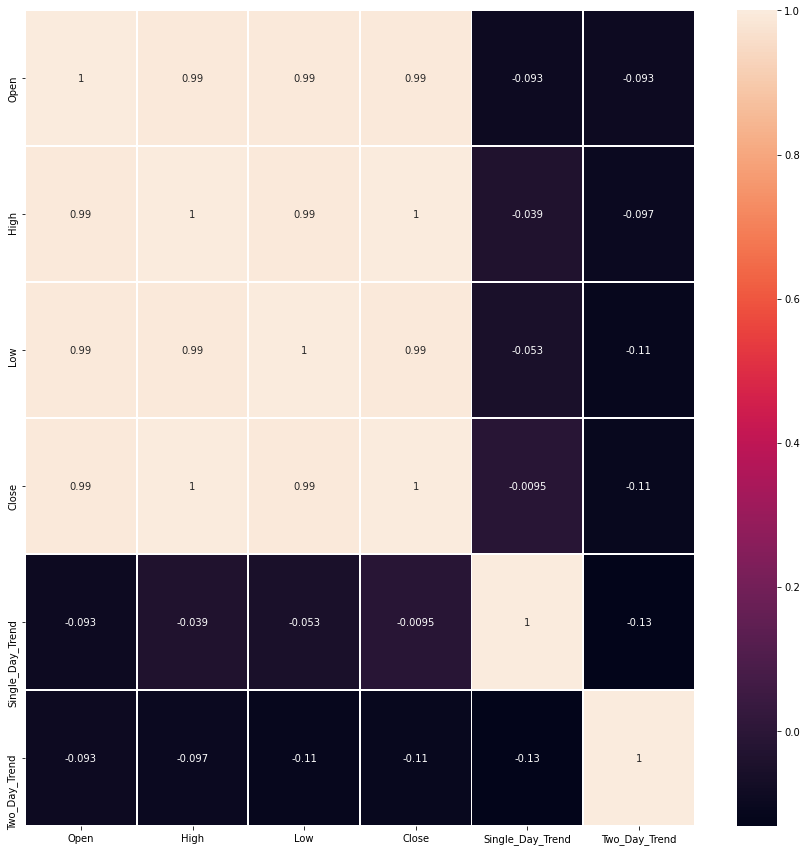 1.0
Open
1 0.99 0.99 0.99 -0.093 -0.093
0.8
High
0.99 1 0.99 1 -0.039 -0.097
0.6
Low
0.99 0.99 1 0.99 -0.053 -0.11
0.4
Close
0.99 1 0.99 1 -0.0095 -0.11
0.2
Single_Day_Trend
-0.093 -0.039 -0.053 -0.0095 1 -0.13
0.0
Two_Day_Trend
-0.093 -0.097 -0.11 -0.11 -0.13 1
Open High Low Close Single_Day_Trend Two_Day_Trend